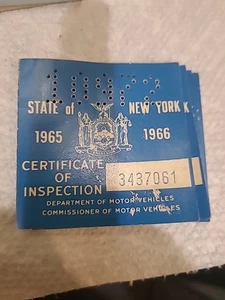 STATE of NEW YORK K
1965 1966
CERTIFICATE
OF
INSPECTION
3437061
DEPARTMENT OF MOTOR VEHICLES
COMMISSIONER OF MOTOR VEHICLES